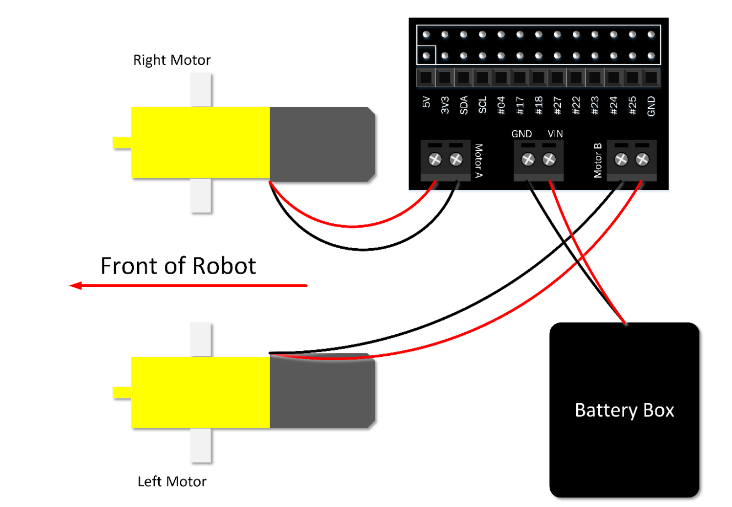 Right Motor
5V 3V3 SDA SCL #04 #17 #18 #27 #22 #23 #24 #25 GND
GND VIN
Motor A
Motor B
Front of Robot
Battery Box
Left Motor